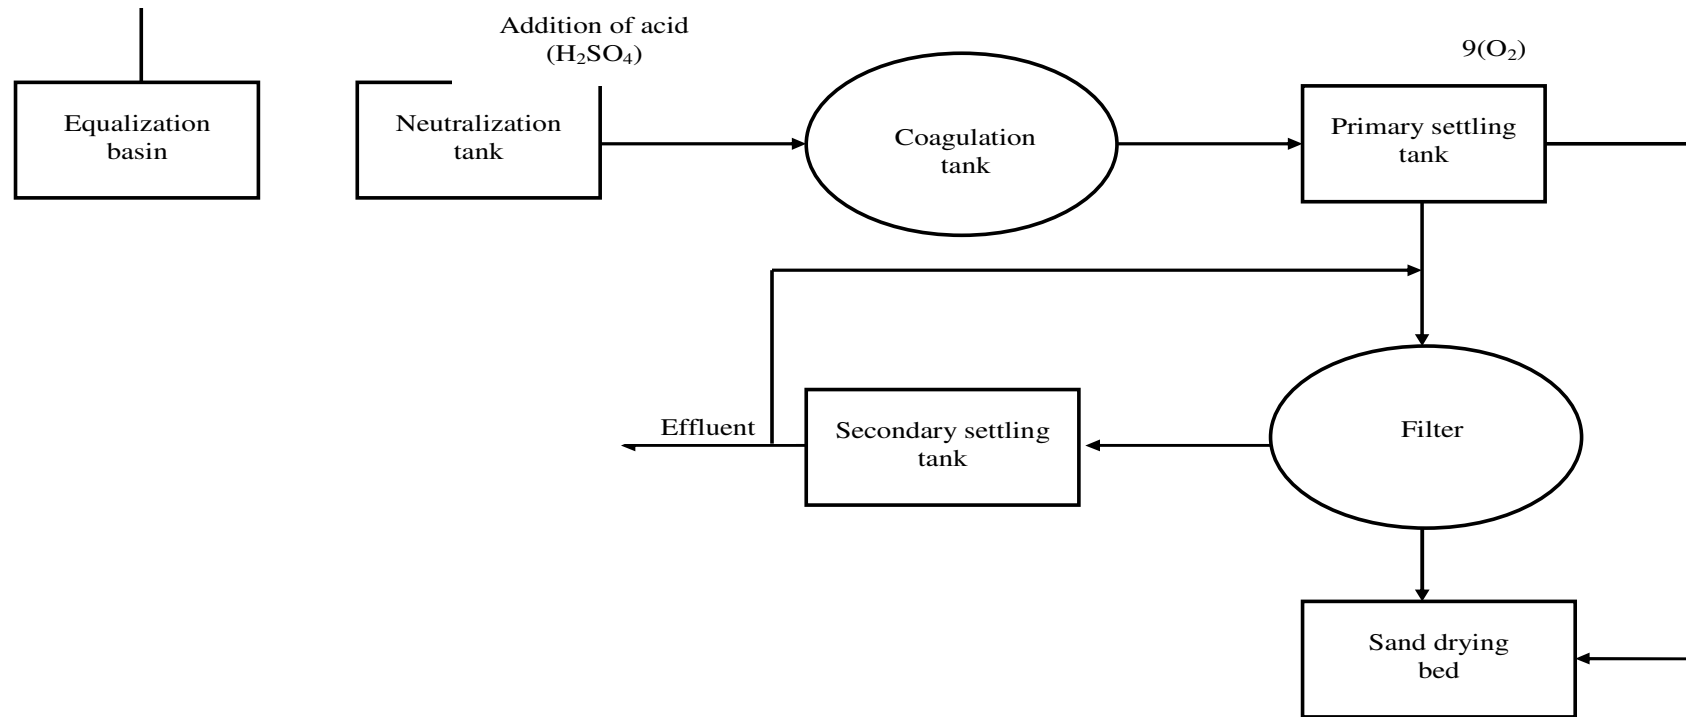 Addition of acid
(H₂SO₄)
9(O₂)
Equalization
basin
Neutralization
tank
Coagulation
tank
Primary settling
tank
Effluent
Secondary settling
tank
Filter
Sand drying
bed